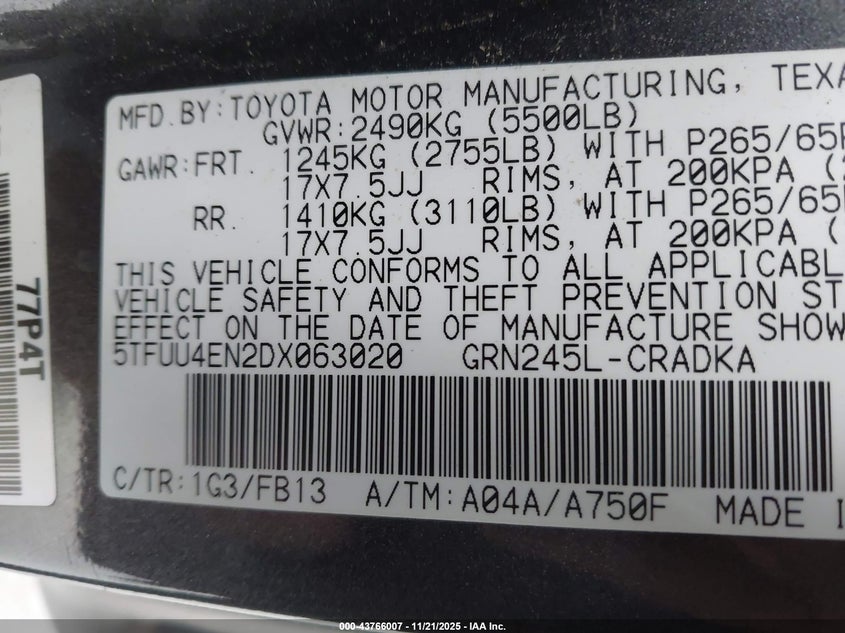 MFD.BY:TOYOTA MOTOR MANUFACTURING, TEXA
GVWR:2490KG (5500LB)
GAWR:FRT. 1245KG (2755LB) WITH P265/65R
17X7.5JJ RIMS, AT 200KPA (2
RR. 1410KG (3110LB) WITH P265/65
17X7.5JJ RIMS, AT 200KPA (
THIS VEHICLE CONFORMS TO ALL APPLICABL
VEHICLE SAFETY AND THEFT PREVENTION ST
EFFECT ON THE DATE OF MANUFACTURE SHOW
5TFUU4EN2DX063020 GRN245L-CRADKA
C/TR:1G3/FB13 A/TM:A04A/A750F MADE I
77P4T
000-43766007 - 11/21/2025 - IAA Inc.